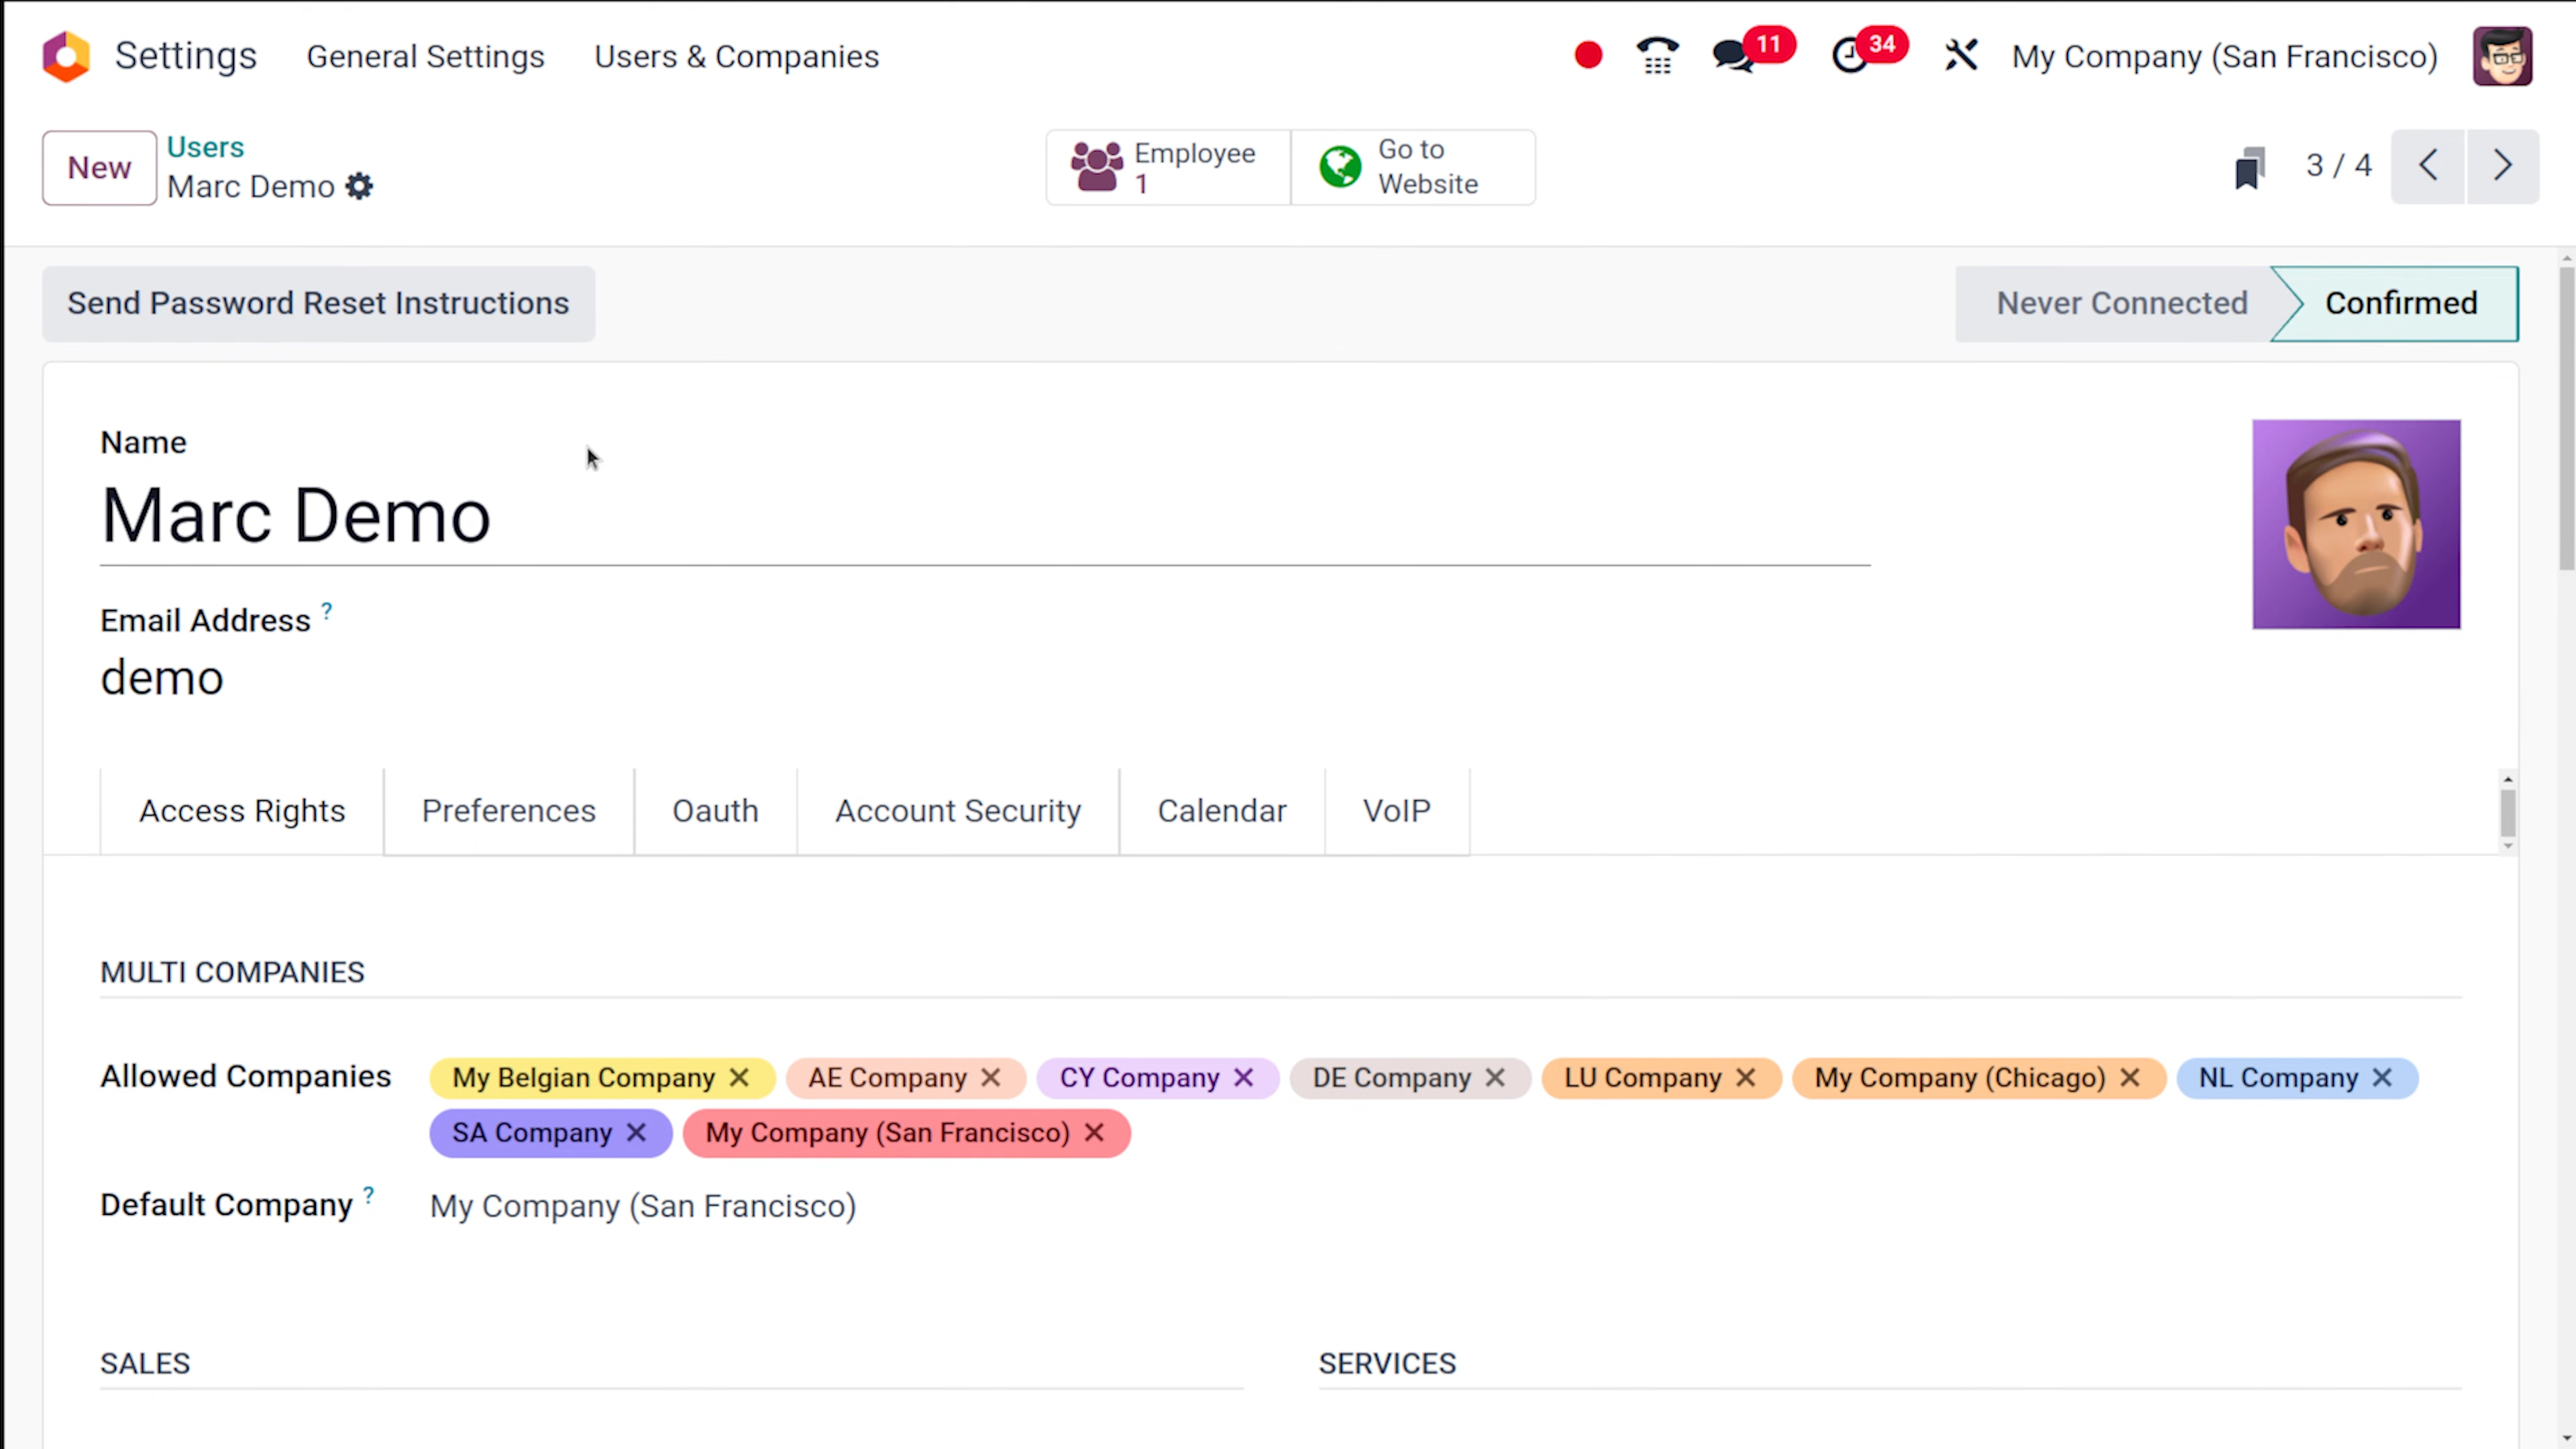 Settings General Settings Users & Companies 11 34 My Company (San Francisco)
New Users Employee Go to 3 / 4
Marc Demo 1 Website
Send Password Reset Instructions Never Connected Confirmed
Name
Marc Demo
Email Address ?
demo
Access Rights Preferences Oauth Account Security Calendar VoIP
MULTI COMPANIES
Allowed Companies My Belgian Company AE Company CY Company DE Company LU Company My Company (Chicago) NL Company
SA Company My Company (San Francisco)
Default Company ? My Company (San Francisco)
SALES SERVICES